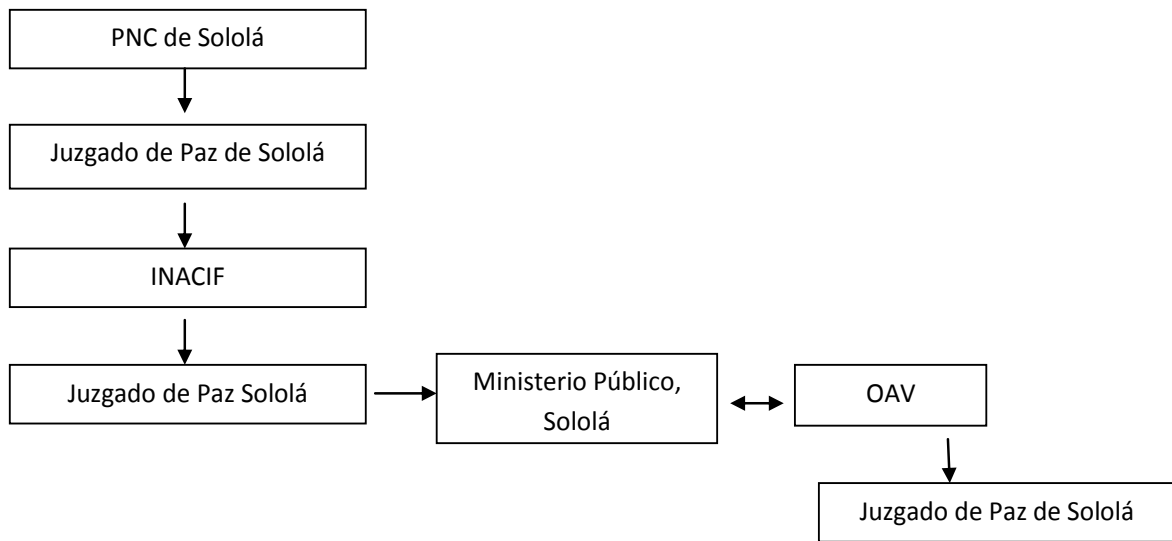 PNC de Sololá
Juzgado de Paz de Sololá
INACIF
Juzgado de Paz Sololá
Ministerio Público,
Sololá
OAV
Juzgado de Paz de Sololá